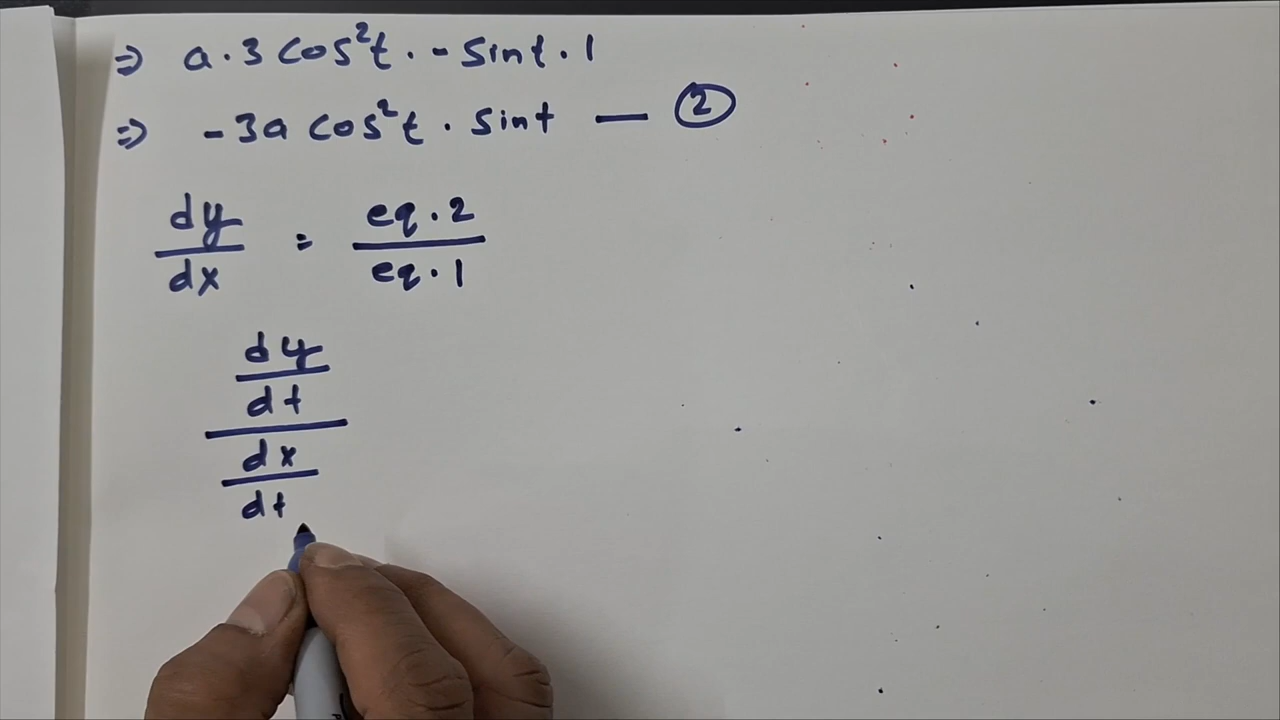 ⇒ a · 3 cos²t · - sint · 1
⇒ -3a cos²t · sint — ②
dy/dx = eq·2/eq·1
dy
dt
dx
dt